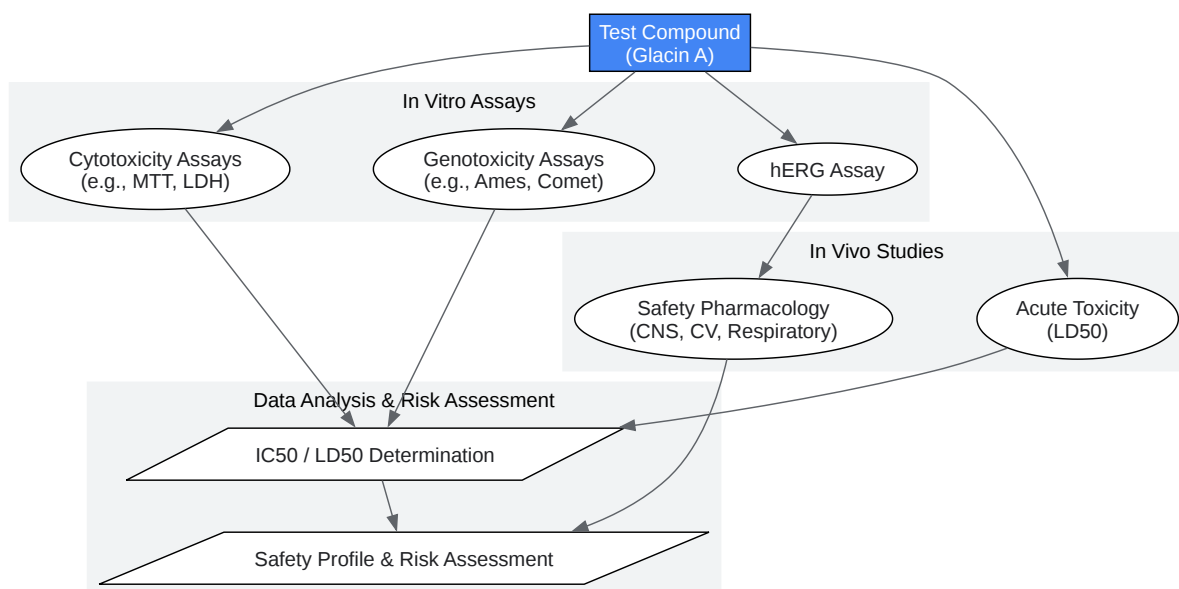 Test Compound
(Glacin A)
In Vitro Assays
Cytotoxicity Assays
(e.g., MTT, LDH)
Genotoxicity Assays
(e.g., Ames, Comet)
hERG Assay
In Vivo Studies
Safety Pharmacology
(CNS, CV, Respiratory)
Acute Toxicity
(LD50)
Data Analysis & Risk Assessment
IC50 / LD50 Determination
Safety Profile & Risk Assessment